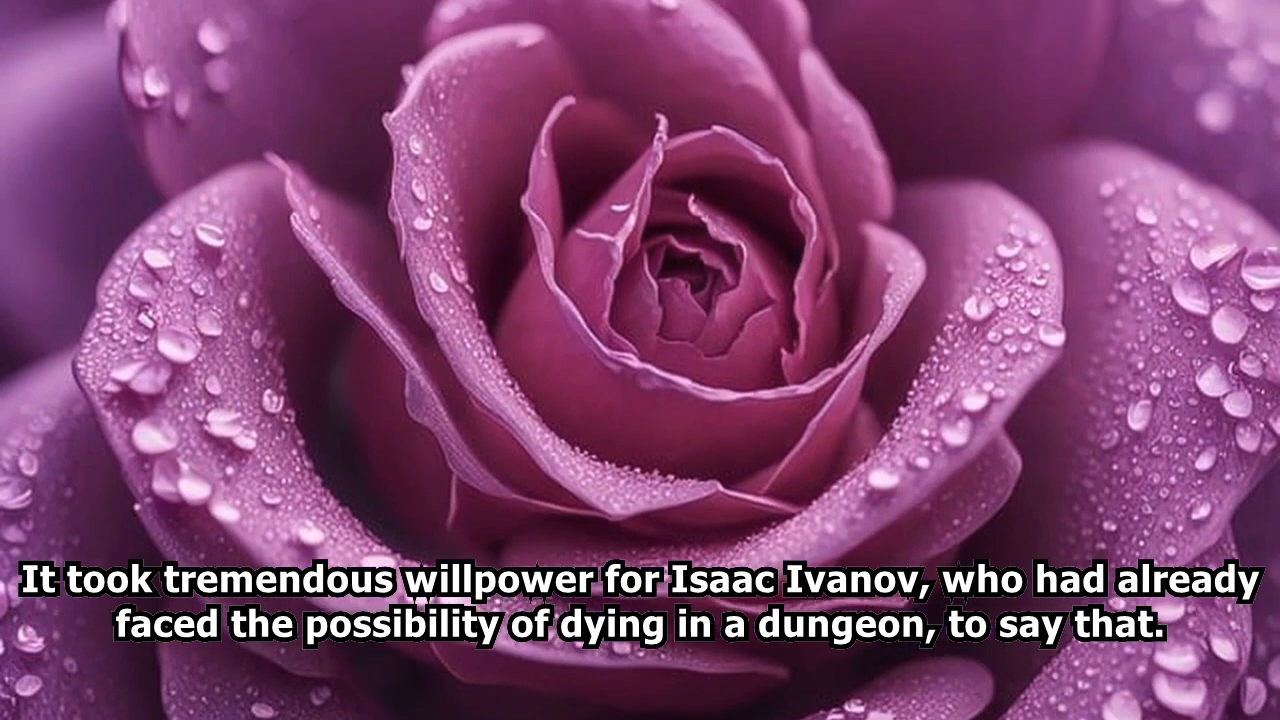 It took tremendous willpower for Isaac Ivanov, who had already
faced the possibility of dying in a dungeon, to say that.